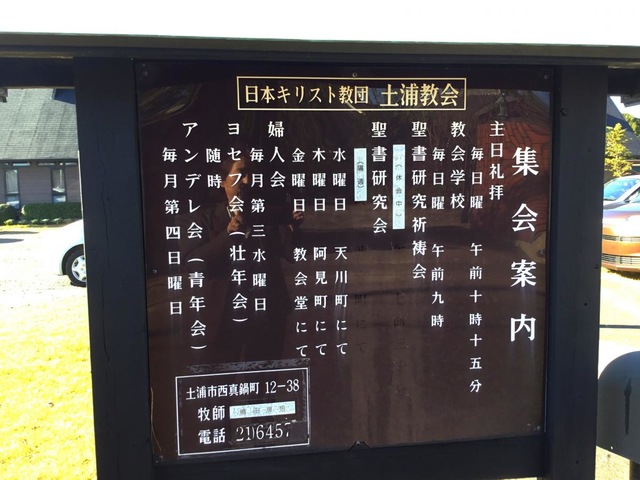 日本キリスト教団 土浦教会
集会案内
主日礼拝
毎日曜 午前十時十五分
教会学校
毎日曜 午前九時
聖書研究祈祷会
(休会中)
聖書研究会
(隔週)
水曜日 天川町にて
木曜日 阿見町にて
金曜日 教会堂にて
婦人会
毎月第三水曜日
ヨセフ会(壮年会)
随時
アンデレ会(青年会)
毎月第四日曜日
土浦市西真鍋町 12-38
牧師
電話 21 6457